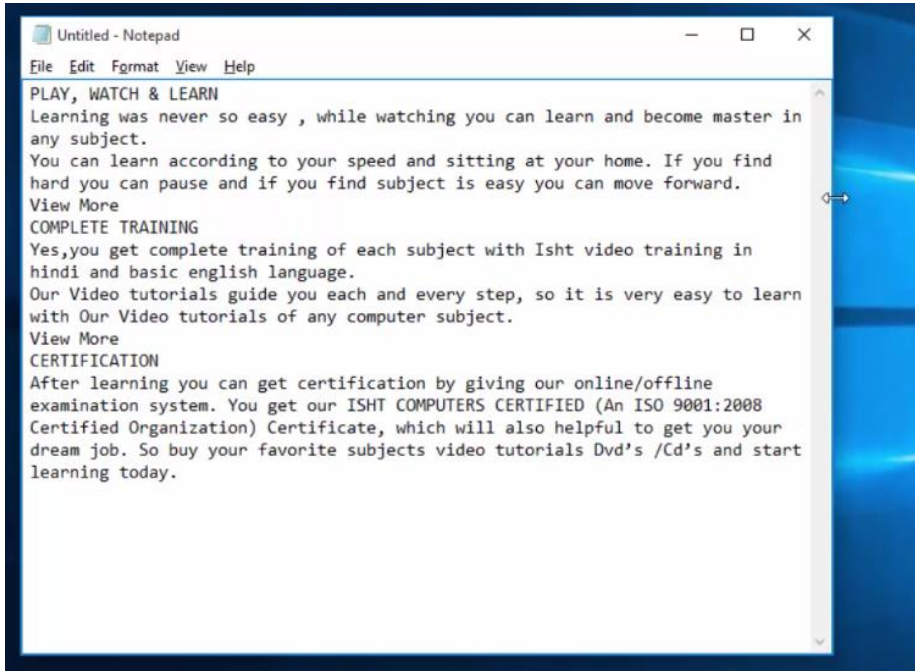 Untitled - Notepad
File Edit Format View Help
PLAY, WATCH & LEARN
Learning was never so easy , while watching you can learn and become master in
any subject.
You can learn according to your speed and sitting at your home. If you find
hard you can pause and if you find subject is easy you can move forward.
View More
COMPLETE TRAINING
Yes,you get complete training of each subject with Isht video training in
hindi and basic english language.
Our Video tutorials guide you each and every step, so it is very easy to learn
with Our Video tutorials of any computer subject.
View More
CERTIFICATION
After learning you can get certification by giving our online/offline
examination system. You get our ISHT COMPUTERS CERTIFIED (An ISO 9001:2008
Certified Organization) Certificate, which will also helpful to get you your
dream job. So buy your favorite subjects video tutorials Dvd’s /Cd’s and start
learning today.